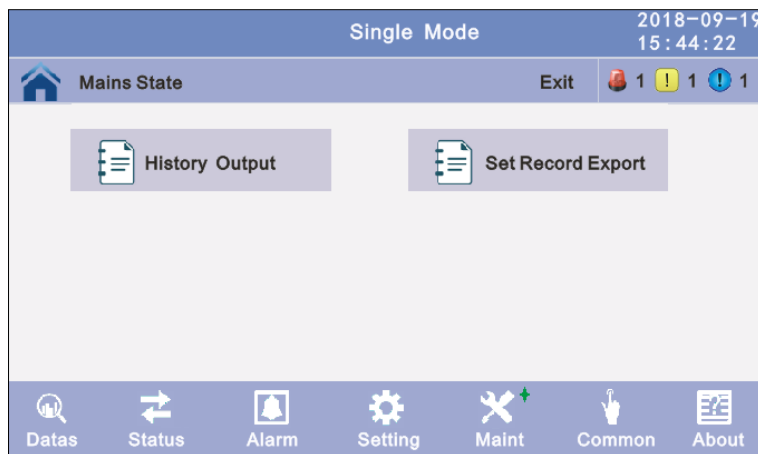 Single Mode
2018-09-19
15:44:22
Mains State Exit 1 1 1
History Output Set Record Export
Datas Status Alarm Setting Maint Common About